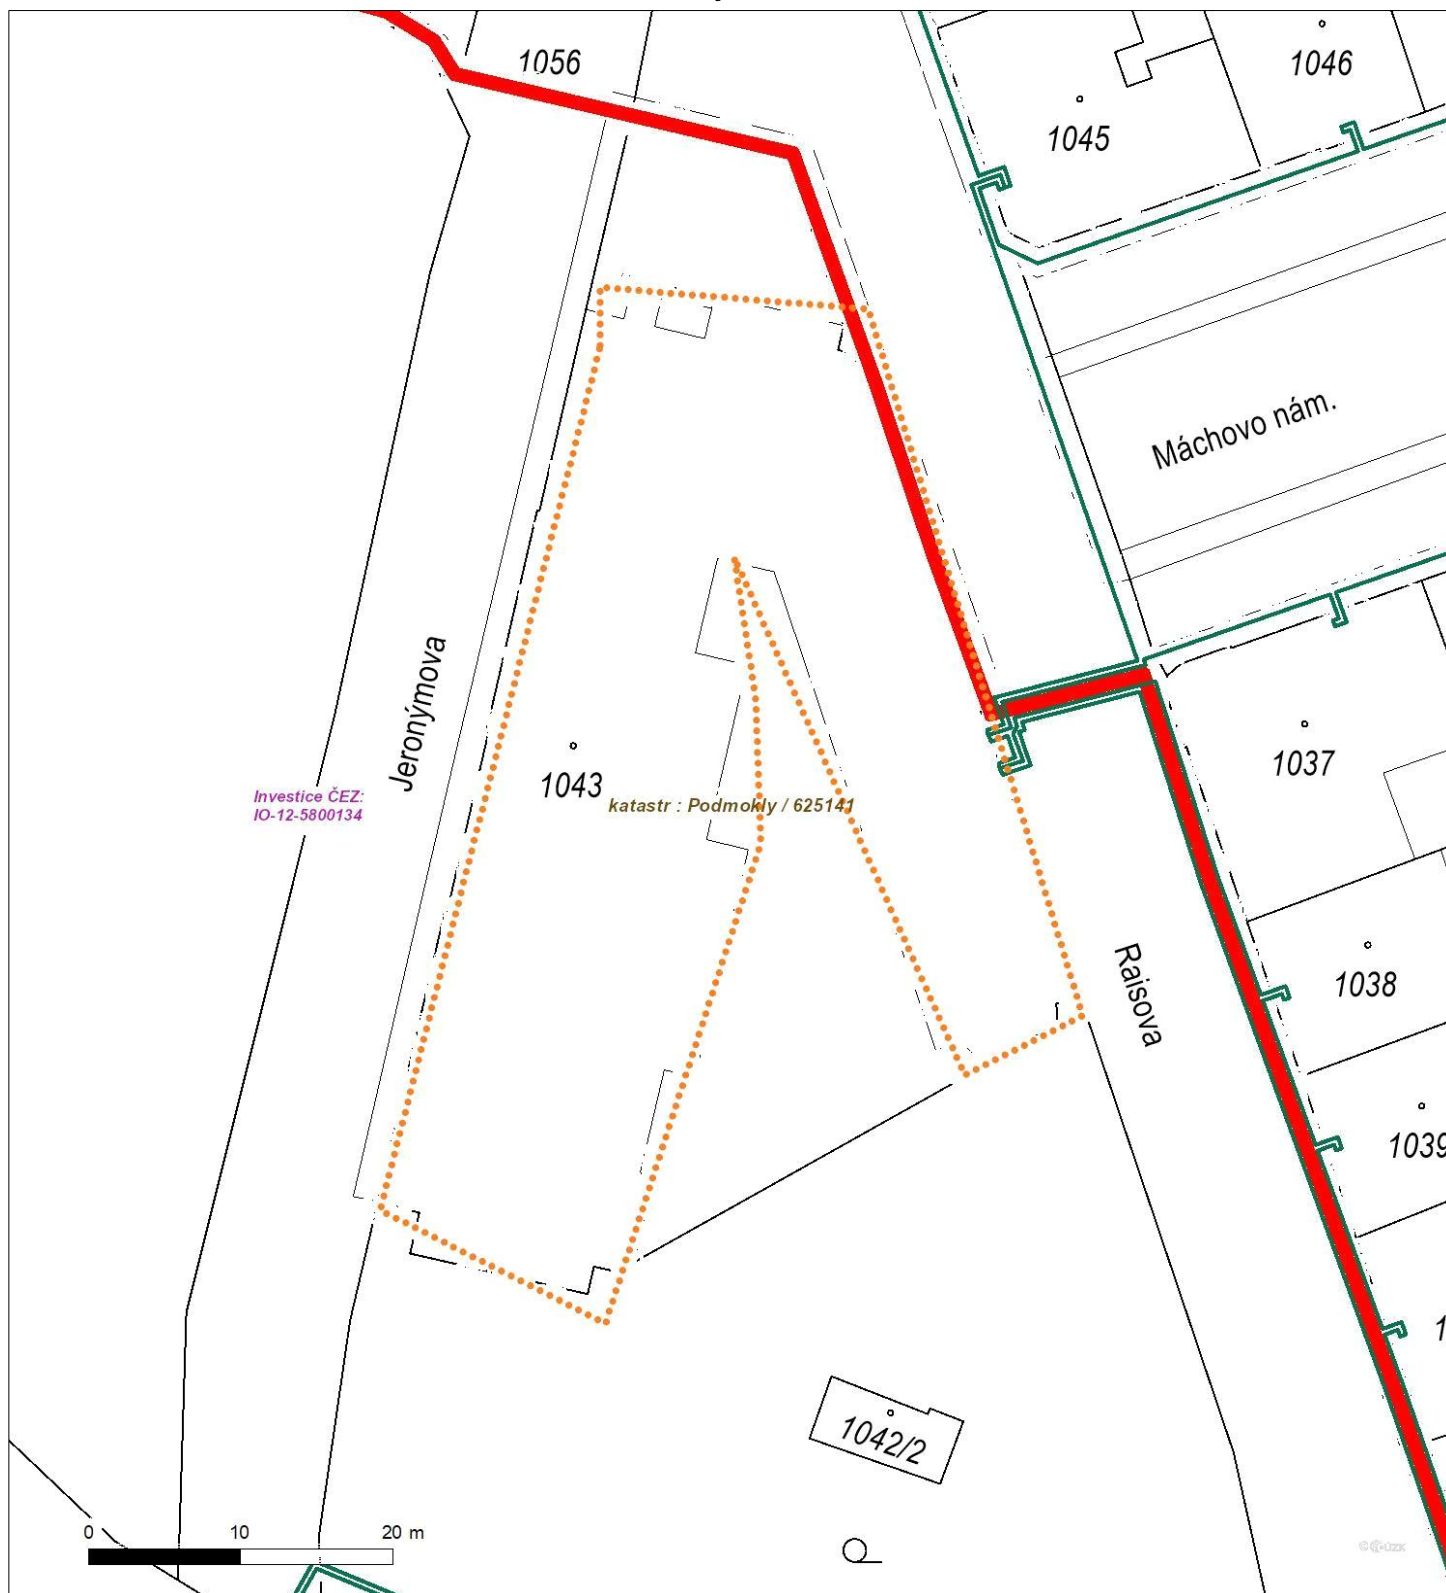 1056
1046
1045
Máchovo nám.
Jeronýmova
1037
1043
katastr : Podmokly / 625141
Investice ČEZ:
IO-12-5800134
Raisova
1038
1039
1
1042/2
0 10 20 m